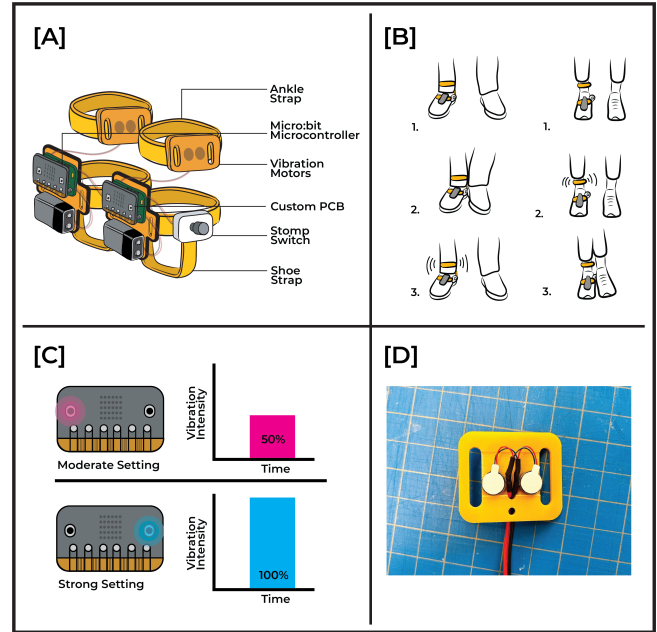 [A]
Ankle
Strap
Micro:bit
Microcontroller
Vibration
Motors
Custom PCB
Stomp
Switch
Shoe
Strap
[B]
1.
2.
3.
1.
2.
3.
[C]
Moderate Setting
Vibration
Intensity
50%
Time
Strong Setting
Vibration
Intensity
100%
Time
[D]